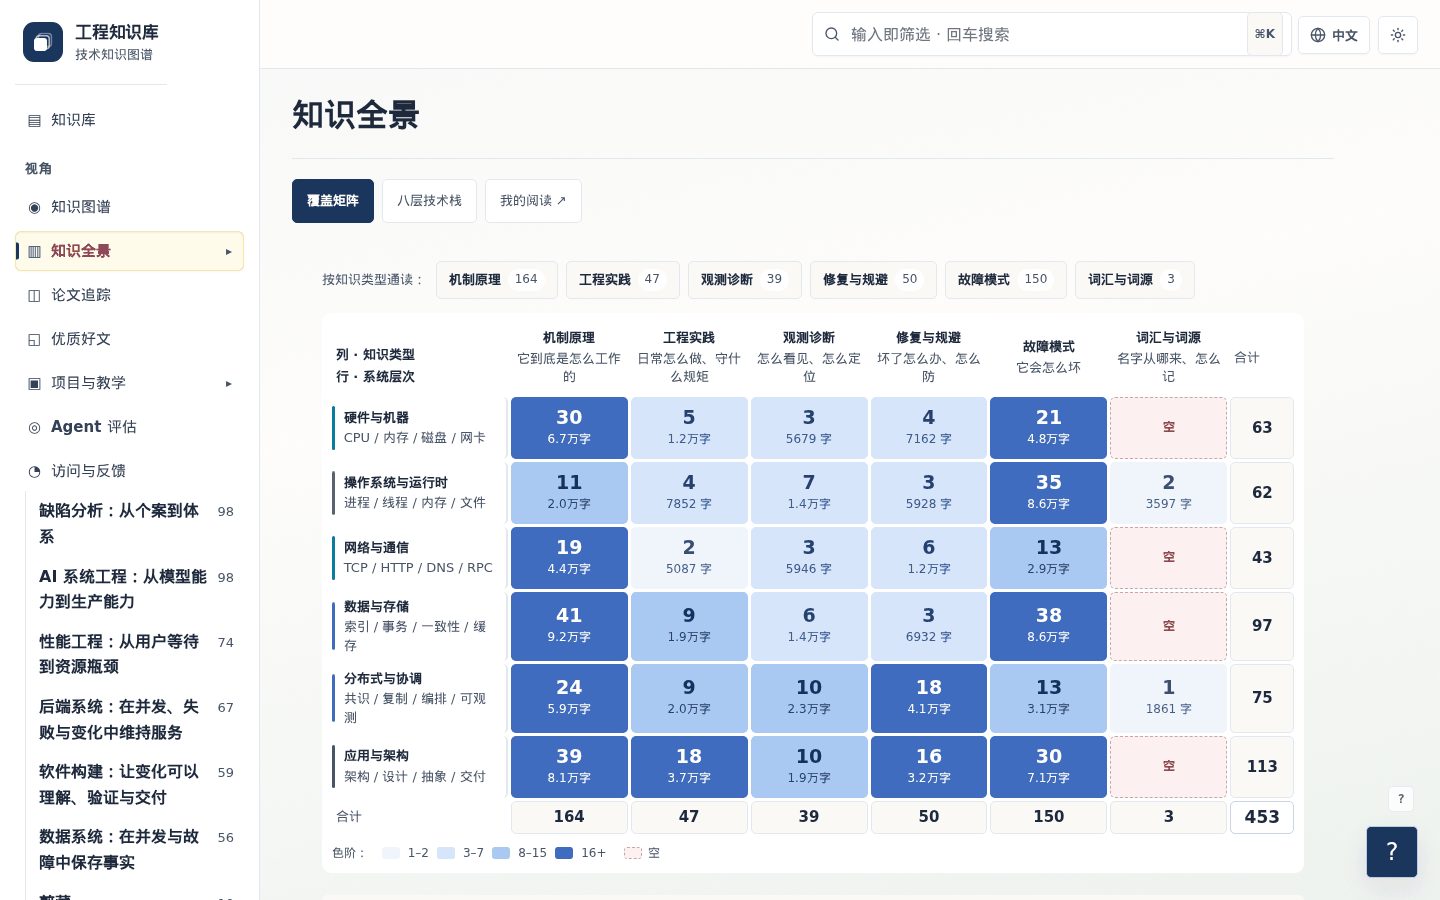 工程知识库
技术知识图谱
知识库
视角
知识图谱
知识全景
论文追踪
优质好文
项目与教学
Agent 评估
访问与反馈
缺陷分析：从个案到体 98
系
AI 系统工程：从模型能 98
力到生产能力
性能工程：从用户等待 74
到资源瓶颈
后端系统：在并发、失 67
败与变化中维持服务
软件构建：让变化可以 59
理解、验证与交付
数据系统：在并发与故 56
障中保存事实
输入即筛选 · 回车搜索
⌘K
中文
知识全景
覆盖矩阵
八层技术栈
我的阅读 ↗
按知识类型通读：
机制原理 164
工程实践 47
观测诊断 39
修复与规避 50
故障模式 150
词汇与词源 3
列 · 知识类型
行 · 系统层次
机制原理
它到底是怎么工作
的
工程实践
日常怎么做、守什
么规矩
观测诊断
怎么看见、怎么定
位
修复与规避
坏了怎么办、怎么
防
故障模式
它会怎么坏
词汇与词源
名字从哪来、怎么
记
合计
硬件与机器
CPU / 内存 / 磁盘 / 网卡
30 5 3 4 21 空 63
6.7万字 1.2万字 5679 字 7162 字 4.8万字
操作系统与运行时
进程 / 线程 / 内存 / 文件
11 4 7 3 35 2 62
2.0万字 7852 字 1.4万字 5928 字 8.6万字 3597 字
网络与通信
TCP / HTTP / DNS / RPC
19 2 3 6 13 空 43
4.4万字 5087 字 5946 字 1.2万字 2.9万字
数据与存储
索引 / 事务 / 一致性 / 缓
存
41 9 6 3 38 空 97
9.2万字 1.9万字 1.4万字 6932 字 8.6万字
分布式与协调
共识 / 复制 / 编排 / 可观
测
24 9 10 18 13 1 75
5.9万字 2.0万字 2.3万字 4.1万字 3.1万字 1861 字
应用与架构
架构 / 设计 / 抽象 / 交付
39 18 10 16 30 空 113
8.1万字 3.7万字 1.9万字 3.2万字 7.1万字
合计 164 47 39 50 150 3 453
色阶： 1–2 3–7 8–15 16+ 空
?
?